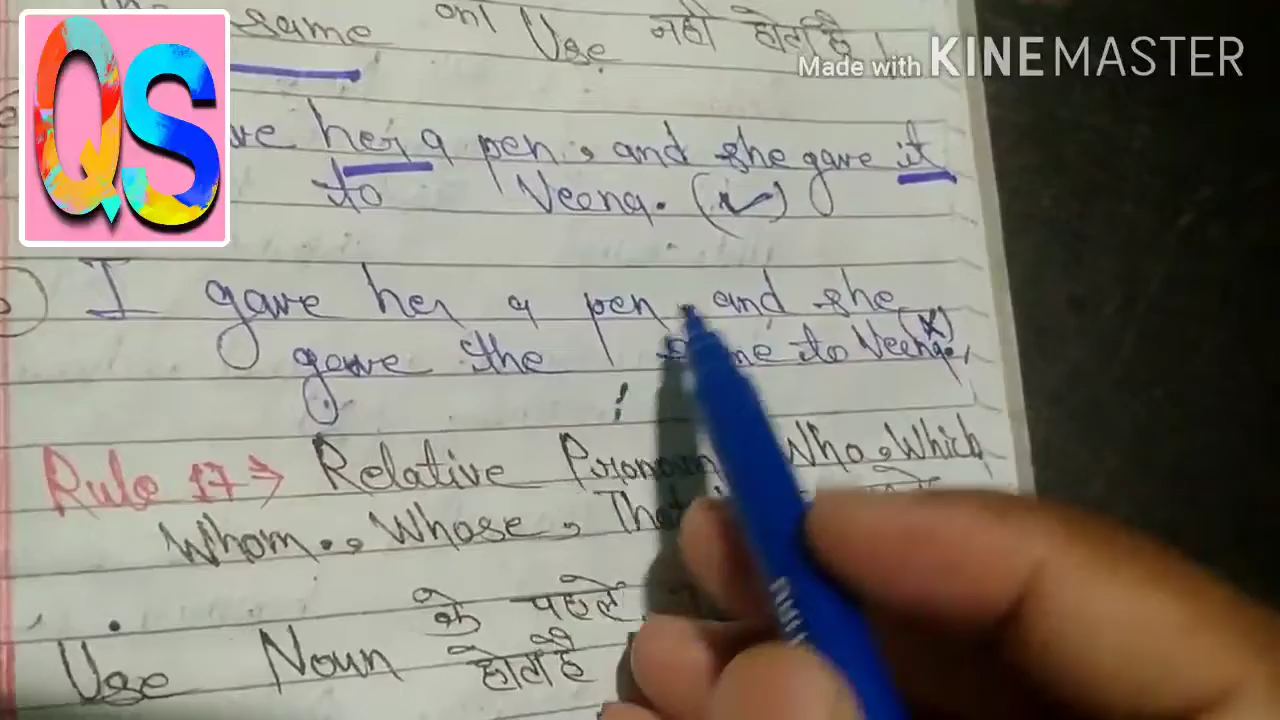 same का Use नहीं होता है।
Made with KINEMASTER
QS
her a pen, and she gave it
to Veena. (✓)
I gave her a pen and she
gave the same to Veena. (x)
Rule 17 ⇒ Relative Pronoun Who, Which
Whom, Whose, That
के पहले
Use Noun होता है